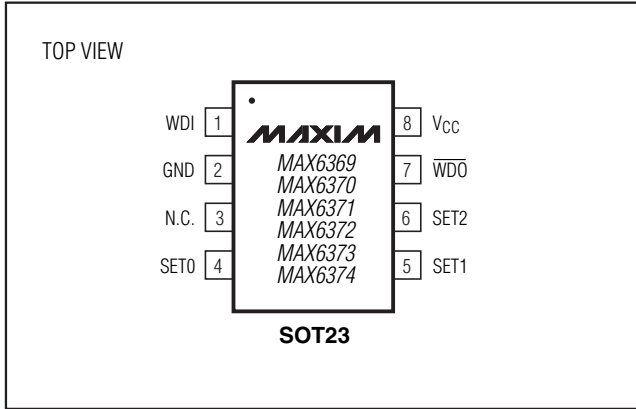 TOP VIEW
WDI 1
GND 2
N.C. 3
SET0 4
MAXIM
MAX6369
MAX6370
MAX6371
MAX6372
MAX6373
MAX6374
8 VCC
7 W̅D̅O̅
6 SET2
5 SET1
SOT23